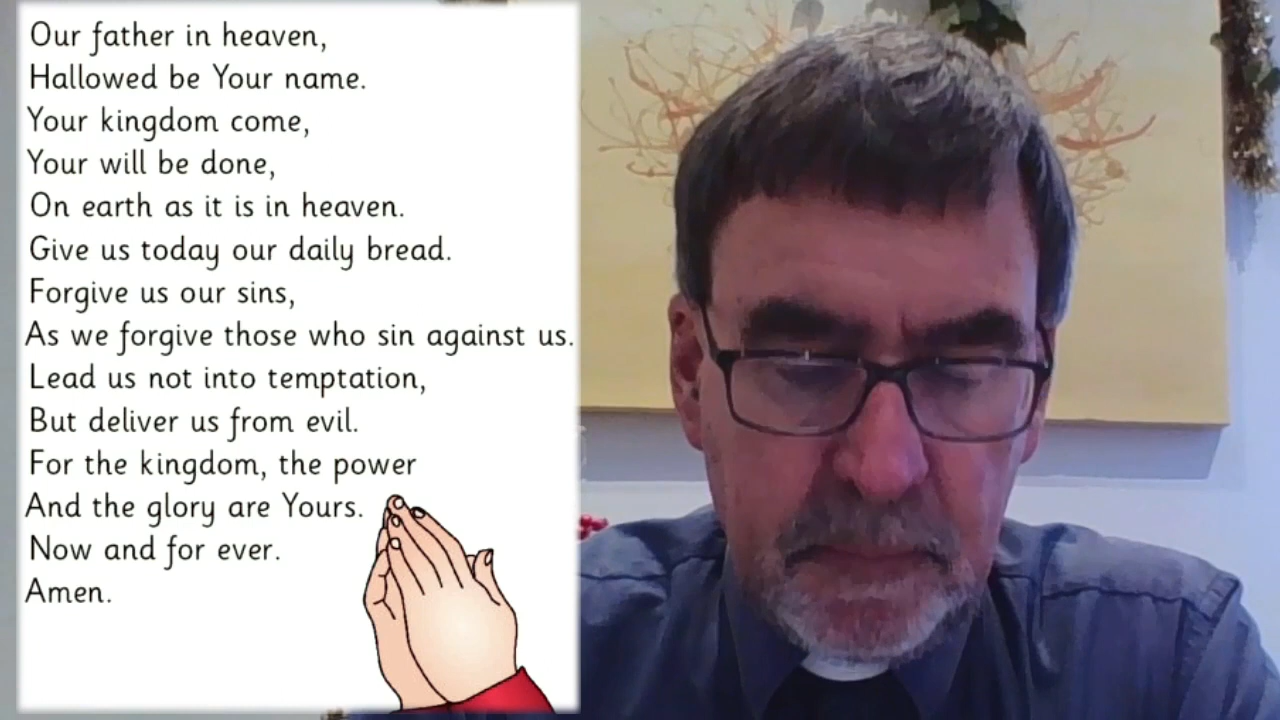 Our father in heaven,
Hallowed be Your name.
Your kingdom come,
Your will be done,
On earth as it is in heaven.
Give us today our daily bread.
Forgive us our sins,
As we forgive those who sin against us.
Lead us not into temptation,
But deliver us from evil.
For the kingdom, the power
And the glory are Yours.
Now and for ever.
Amen.